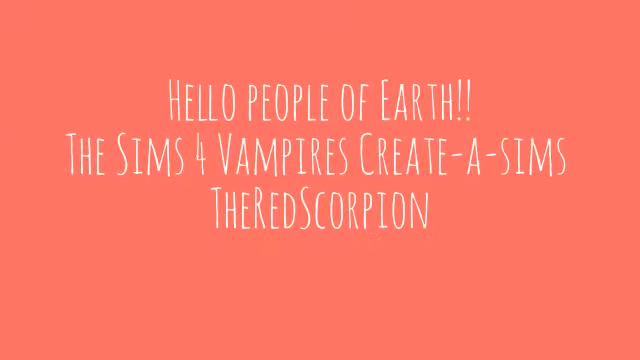 Hello people of Earth!!
The Sims 4 Vampires Create-a-sims
TheRedScorpion